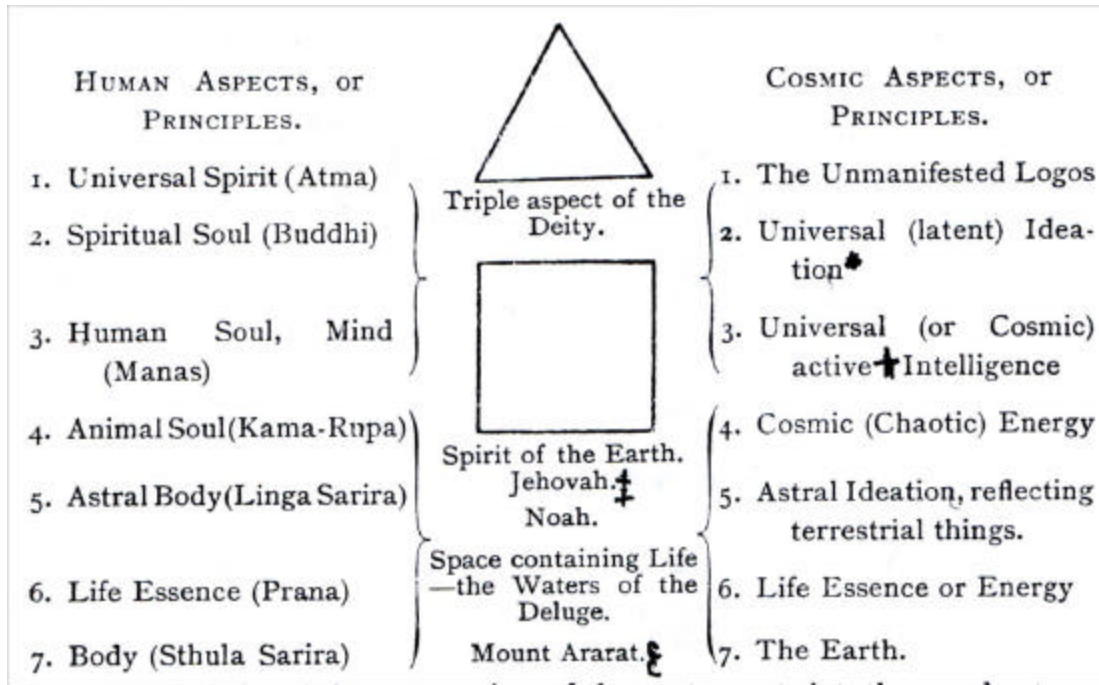 HUMAN ASPECTS, or
PRINCIPLES.
1. Universal Spirit (Atma)
2. Spiritual Soul (Buddhi)
3. Human Soul, Mind
(Manas)
4. Animal Soul (Kama-Rupa)
5. Astral Body (Linga Sarira)
6. Life Essence (Prana)
7. Body (Sthula Sarira)
Triple aspect of the
Deity.
Spirit of the Earth.
Jehovah.‡
Noah.
Space containing Life
—the Waters of the
Deluge.
Mount Ararat.§
COSMIC ASPECTS, or
PRINCIPLES.
1. The Unmanifested Logos
2. Universal (latent) Idea-
tion*
3. Universal (or Cosmic)
active † Intelligence
4. Cosmic (Chaotic) Energy
5. Astral Ideation, reflecting
terrestrial things.
6. Life Essence or Energy
7. The Earth.